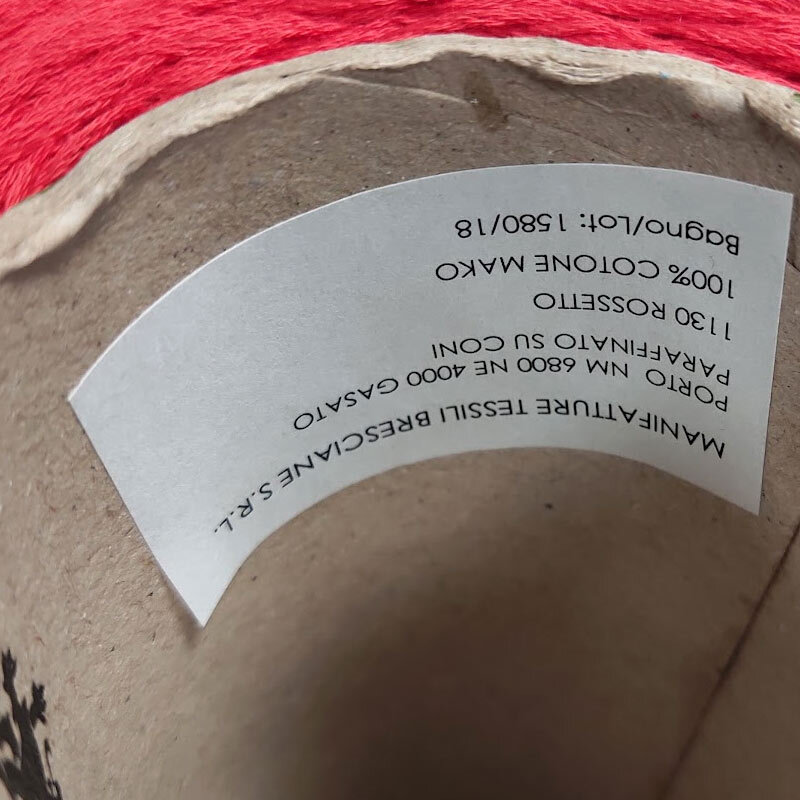 MANIFATTURE TESSILI BRESCIANE S.R.L.
PORTO NM 6800 NE 4000 GASATO
PARAFFINATO SU CONI
1130 ROSSETTO
100% COTONE MAKO
Bagno/Lot: 1580/18